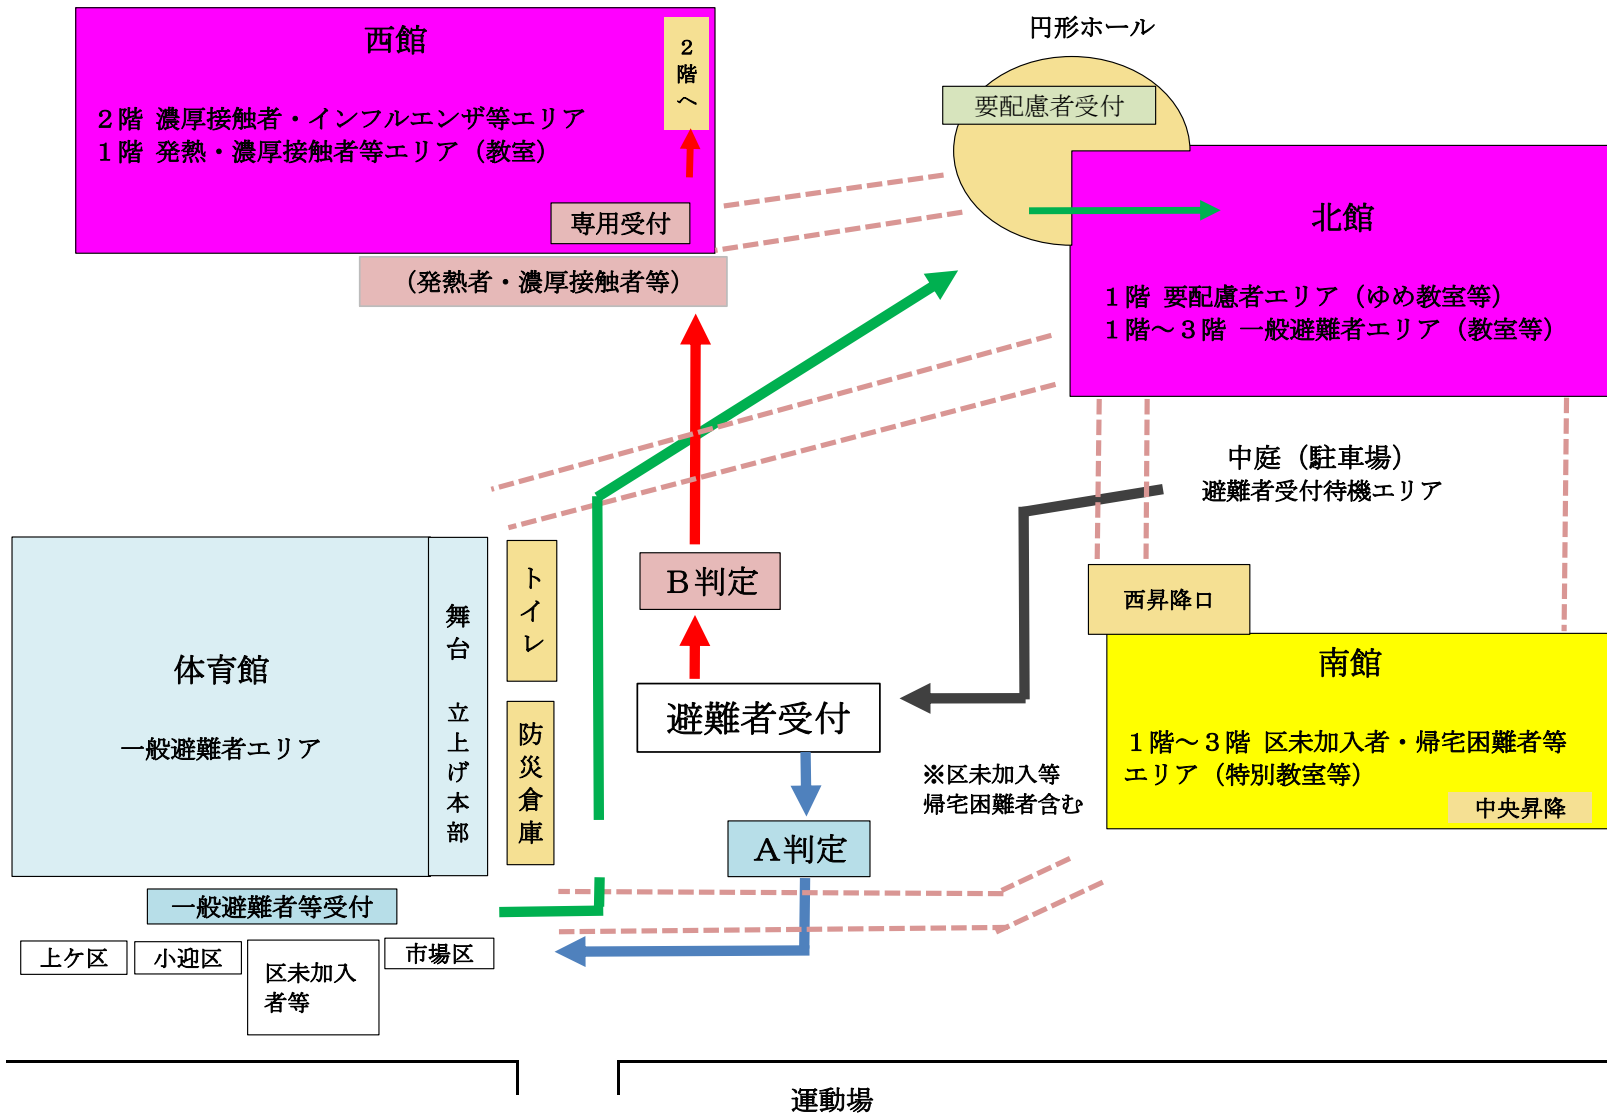 西館
２階へ
２階 濃厚接触者・インフルエンザ等エリア
１階 発熱・濃厚接触者等エリア（教室）
専用受付
（発熱者・濃厚接触者等）
円形ホール
要配慮者受付
北館
１階 要配慮者エリア（ゆめ教室等）
１階～３階 一般避難者エリア（教室等）
中庭（駐車場）
避難者受付待機エリア
西昇降口
南館
１階～３階 区未加入者・帰宅困難者等
エリア（特別教室等）
中央昇降
Ｂ判定
避難者受付
※区未加入等
帰宅困難者含む
Ａ判定
トイレ
防災倉庫
舞台 立上げ本部
体育館
一般避難者エリア
一般避難者等受付
上ケ区
小迎区
区未加入
者等
市場区
運動場